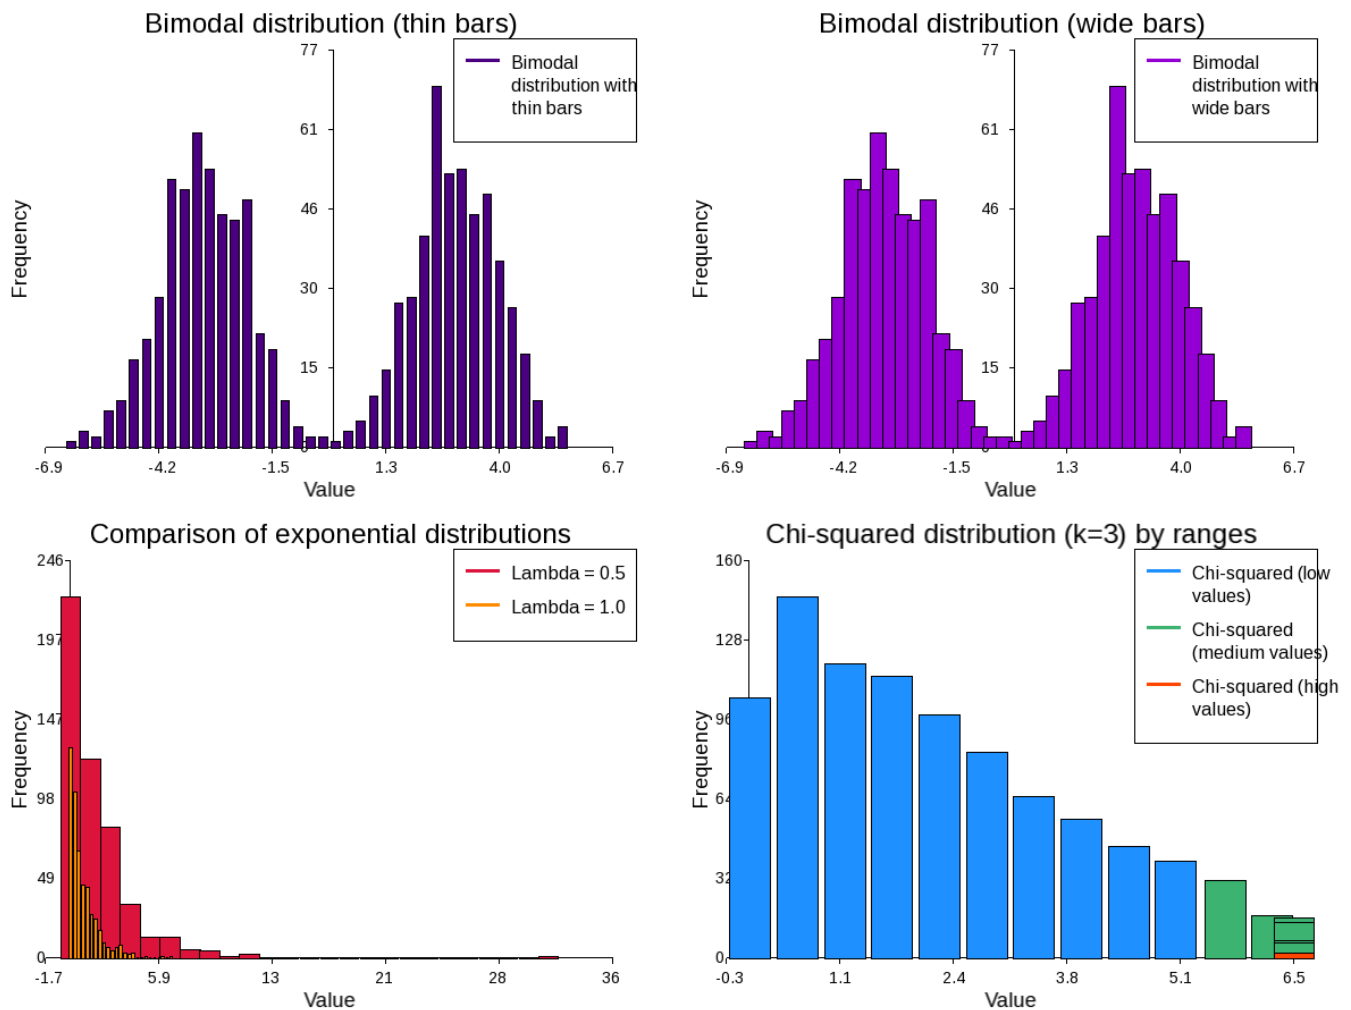 Bimodal distribution (thin bars)
77
61
46
30
15
0
Frequency
Bimodal
distribution with
thin bars
-6.9
-4.2
-1.5
1.3
4.0
6.7
Value
Bimodal distribution (wide bars)
77
61
46
30
15
0
Frequency
Bimodal
distribution with
wide bars
-6.9
-4.2
-1.5
1.3
4.0
6.7
Value
Comparison of exponential distributions
246
197
147
98
49
0
Frequency
Lambda = 0.5
Lambda = 1.0
-1.7
5.9
13
21
28
36
Value
Chi-squared distribution (k=3) by ranges
160
128
96
64
32
0
Frequency
Chi-squared (low
values)
Chi-squared
(medium values)
Chi-squared (high
values)
-0.3
1.1
2.4
3.8
5.1
6.5
Value